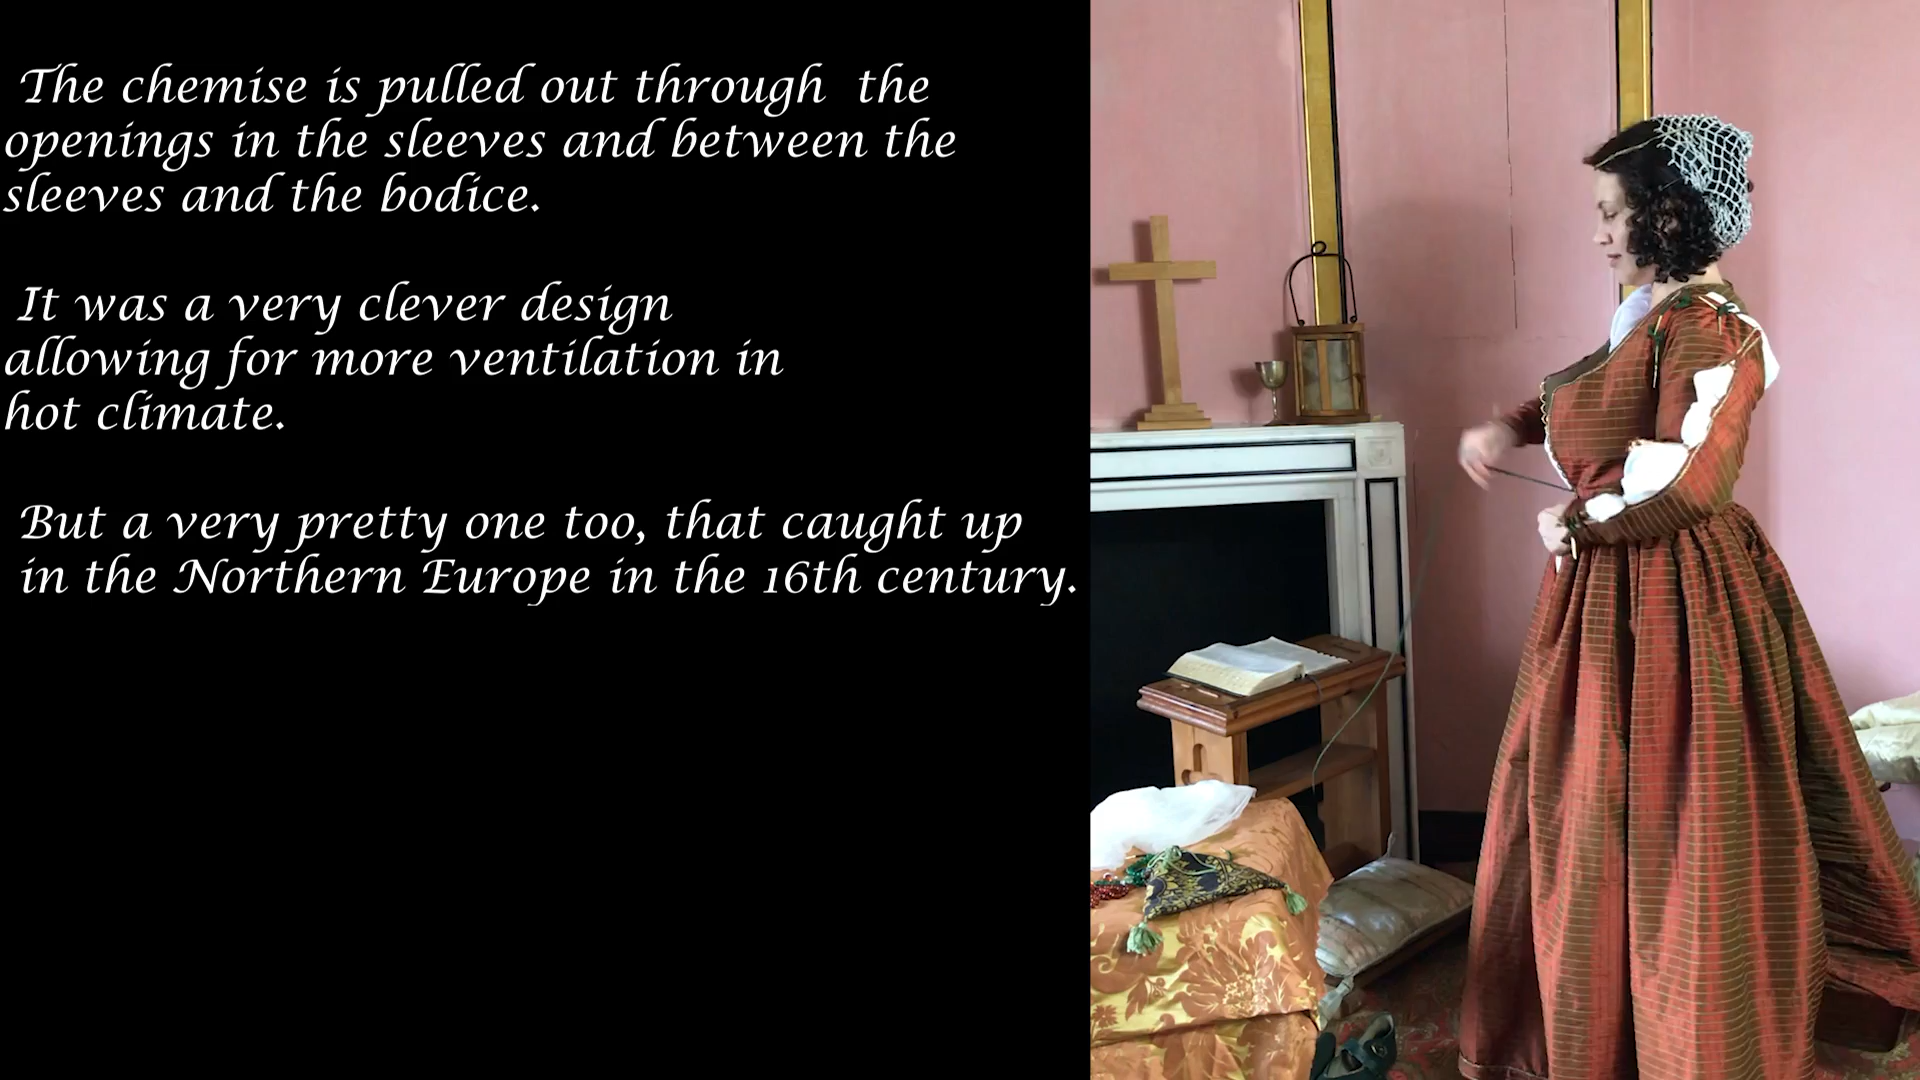 The chemise is pulled out through the
openings in the sleeves and between the
sleeves and the bodice.
It was a very clever design
allowing for more ventilation in
hot climate.
But a very pretty one too, that caught up
in the Northern Europe in the 16th century.